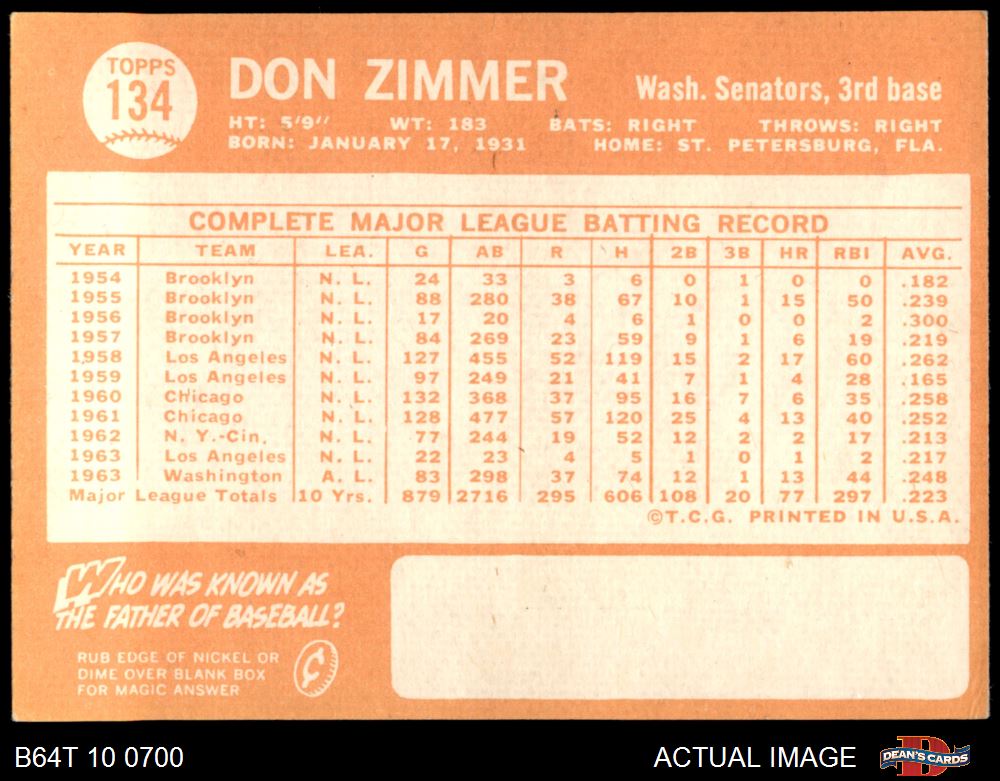 TOPPS
134
DON ZIMMER
Wash. Senators, 3rd base
HT: 5'9" WT: 183 BATS: RIGHT THROWS: RIGHT
BORN: JANUARY 17, 1931 HOME: ST. PETERSBURG, FLA.
COMPLETE MAJOR LEAGUE BATTING RECORD
YEAR TEAM LEA. G AB R H 2B 3B HR RBI AVG.
1954 Brooklyn N. L. 24 33 3 6 0 1 0 0 .182
1955 Brooklyn N. L. 88 280 38 67 10 1 15 50 .239
1956 Brooklyn N. L. 17 20 4 6 1 0 0 2 .300
1957 Brooklyn N. L. 84 269 23 59 9 1 6 19 .219
1958 Los Angeles N. L. 127 455 52 119 15 2 17 60 .262
1959 Los Angeles N. L. 97 249 21 41 7 1 4 28 .165
1960 Chicago N. L. 132 368 37 95 16 7 6 35 .258
1961 Chicago N. L. 128 477 57 120 25 4 13 40 .252
1962 N. Y.-Cin. N. L. 77 244 19 52 12 2 2 17 .213
1963 Los Angeles N. L. 22 23 4 5 1 0 1 2 .217
1963 Washington A. L. 83 298 37 74 12 1 13 44 .248
Major League Totals 10 Yrs. 879 2716 295 606 108 20 77 297 .223
©T.C.G. PRINTED IN U.S.A.
WHO WAS KNOWN AS
THE FATHER OF BASEBALL?
RUB EDGE OF NICKEL OR
DIME OVER BLANK BOX
FOR MAGIC ANSWER
¢
B64T 10 0700
ACTUAL IMAGE
DEAN'S CARDS